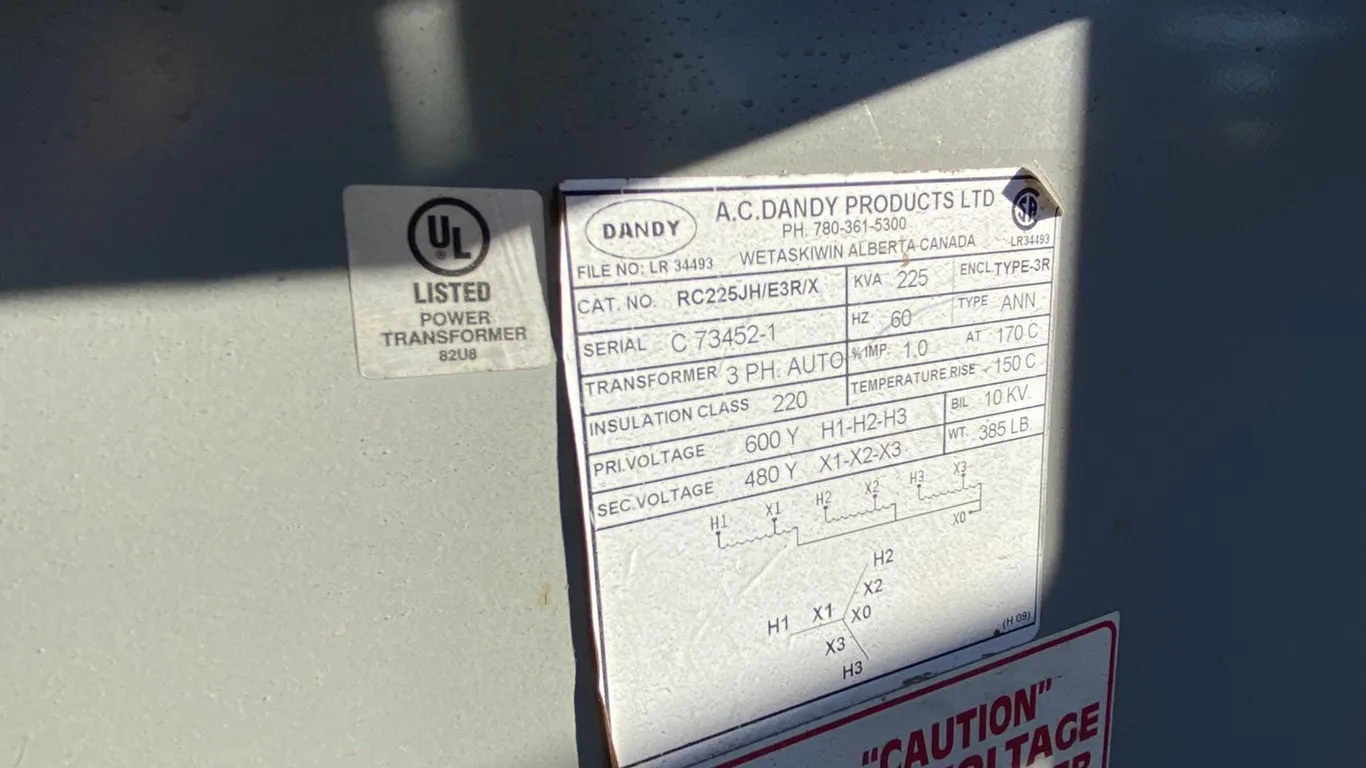 UL
®
LISTED
POWER
TRANSFORMER
82U8
DANDY
A.C.DANDY PRODUCTS LTD
PH. 780-361-5300
WETASKIWIN ALBERTA CANADA
FILE NO: LR 34493
SA
LR34493
CAT. NO. RC225JH/E3R/X
KVA 225
ENCL TYPE-3R
SERIAL C 73452-1
HZ 60
TYPE ANN
TRANSFORMER 3 PH. AUTO
% IMP. 1.0 AT 170 C
INSULATION CLASS 220
TEMPERATURE RISE 150 C
PRI.VOLTAGE 600 Y H1-H2-H3
BIL 10 KV.
SEC.VOLTAGE 480 Y X1-X2-X3
WT. 385 LB.
H1 X1 H2 X2 H3 X3
X0
H2
X2
H1 X1 X0
X3
H3
(H 09)
"CAUTION"